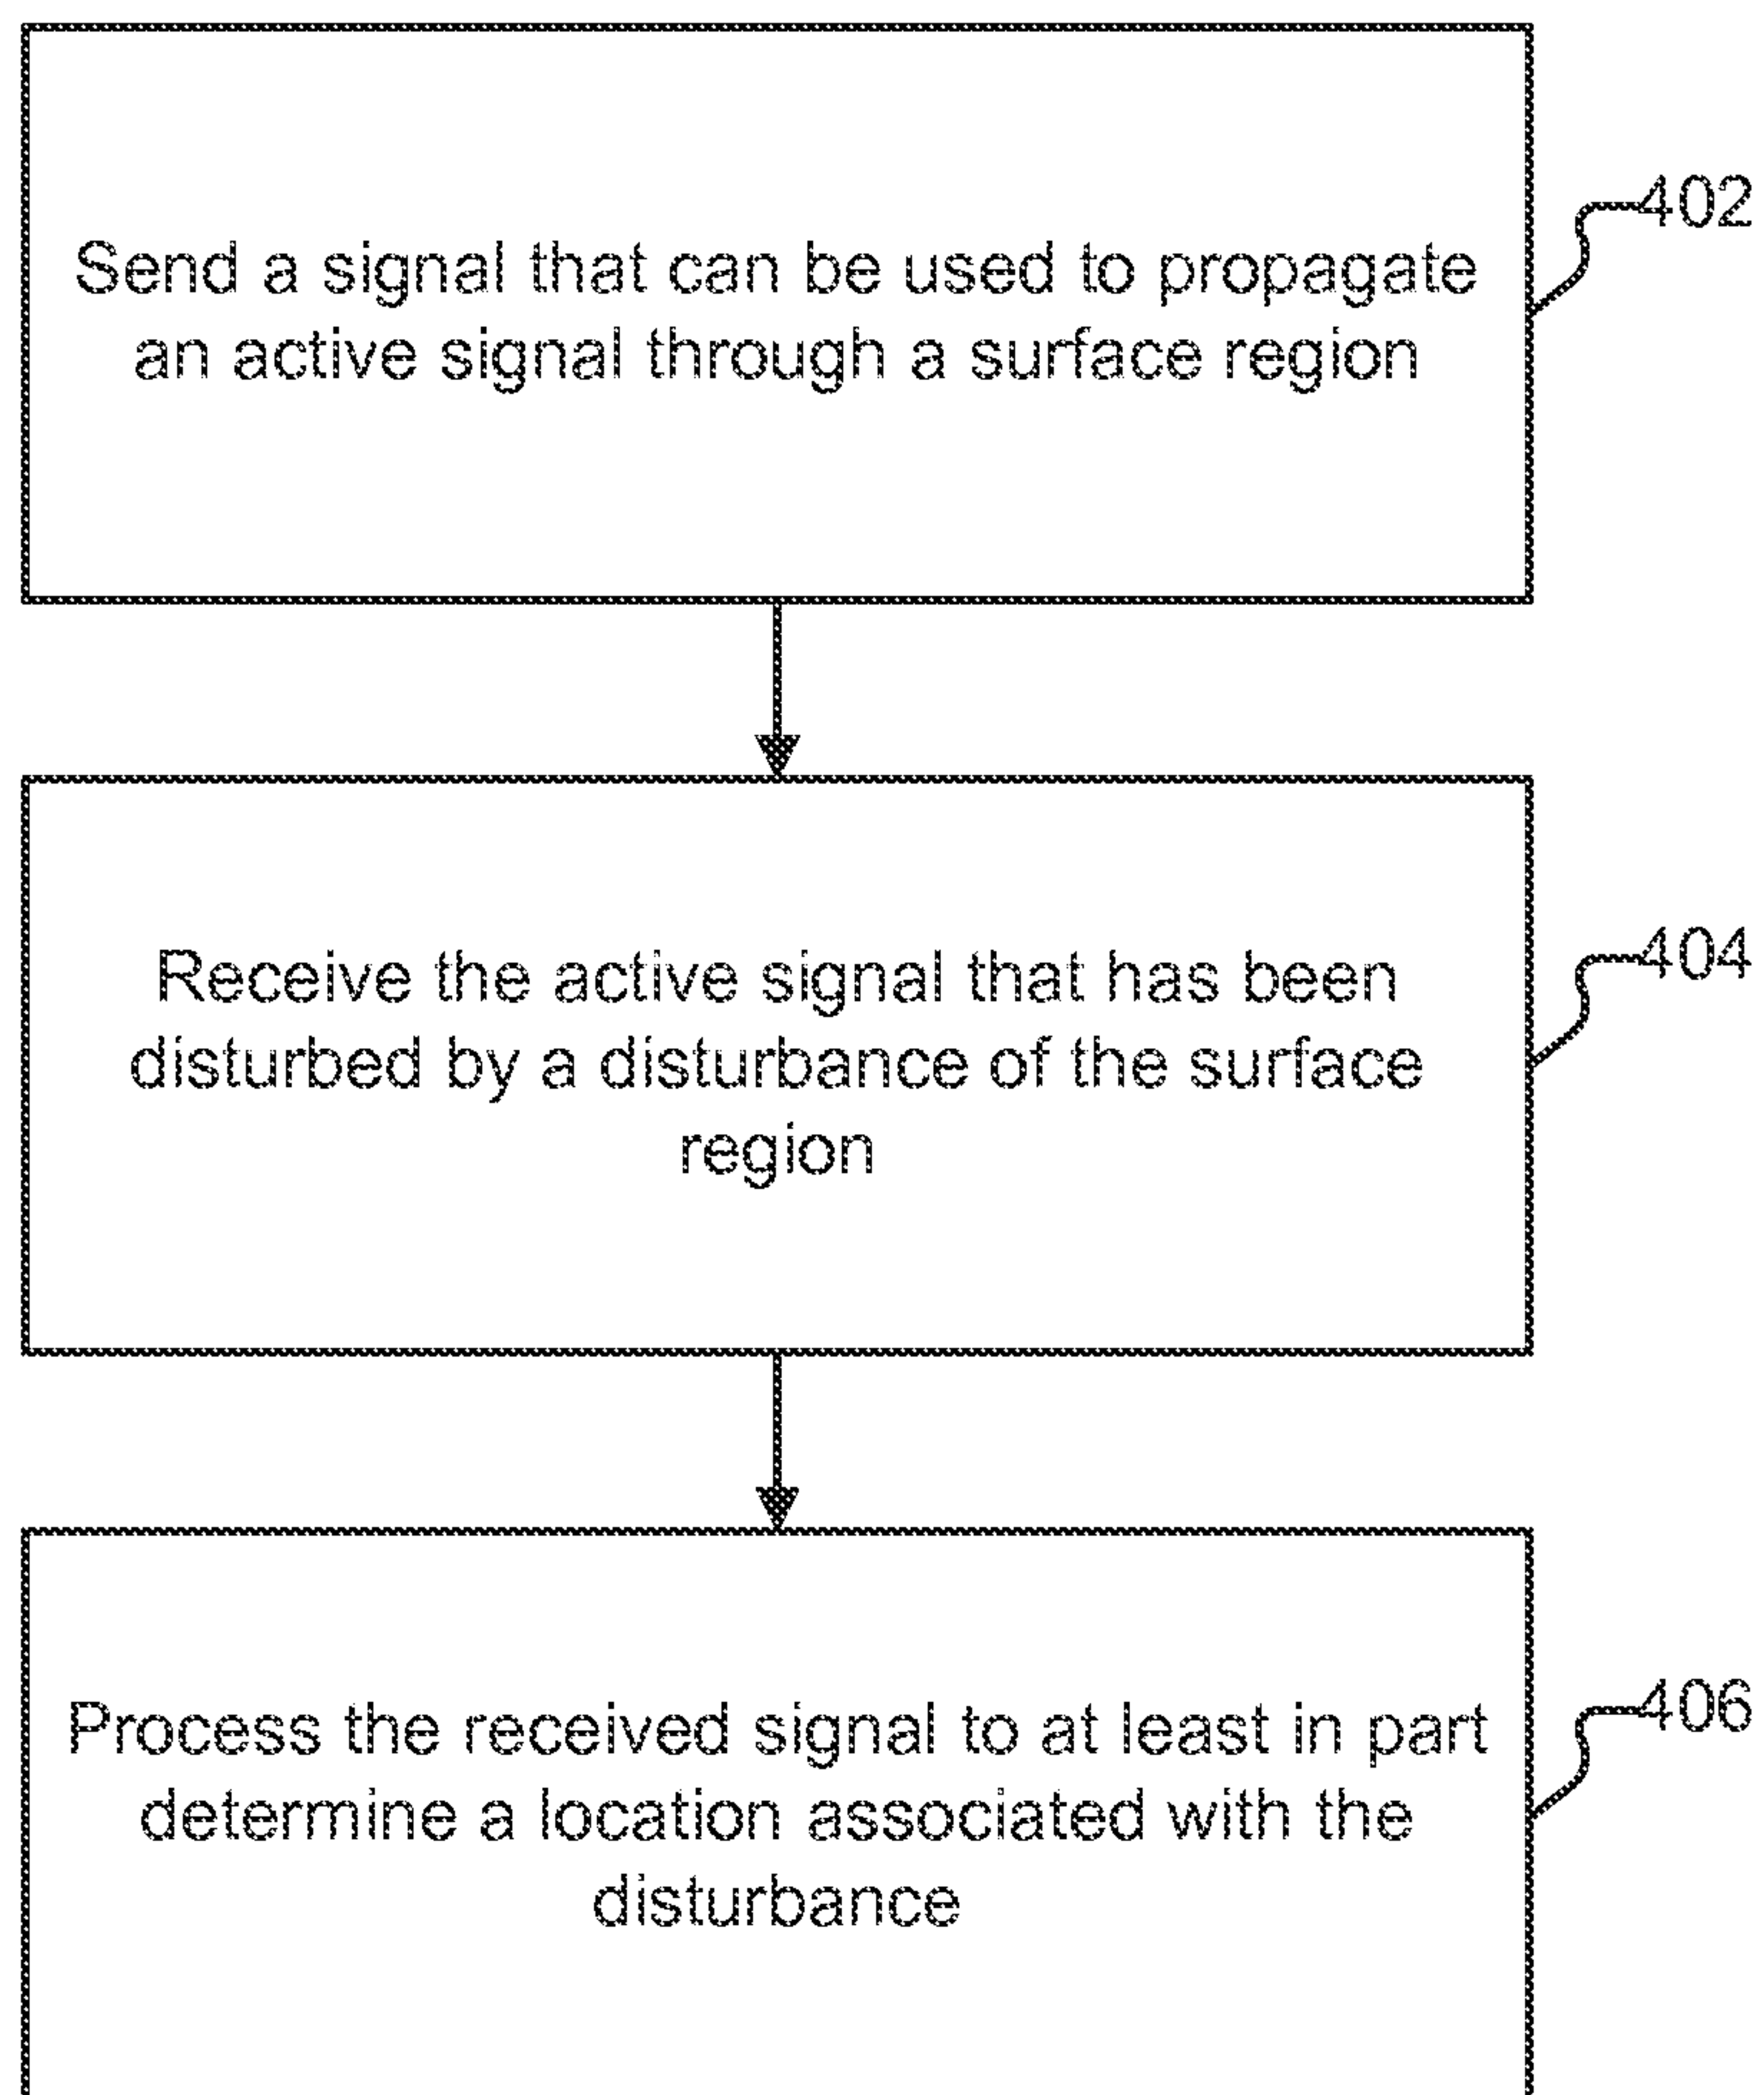 Send a signal that can be used to propagate
an active signal through a surface region
402
Receive the active signal that has been
disturbed by a disturbance of the surface
region
404
Process the received signal to at least in part
determine a location associated with the
disturbance
406